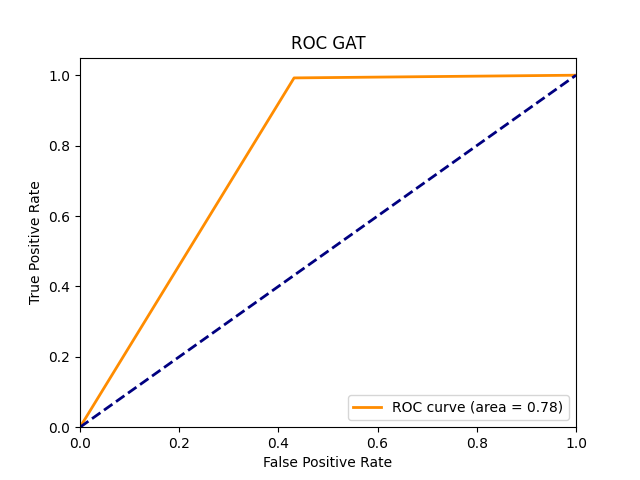 ROC GAT
1.0
0.8
0.6
0.4
0.2
0.0
True Positive Rate
0.0 0.2 0.4 0.6 0.8 1.0
False Positive Rate
ROC curve (area = 0.78)